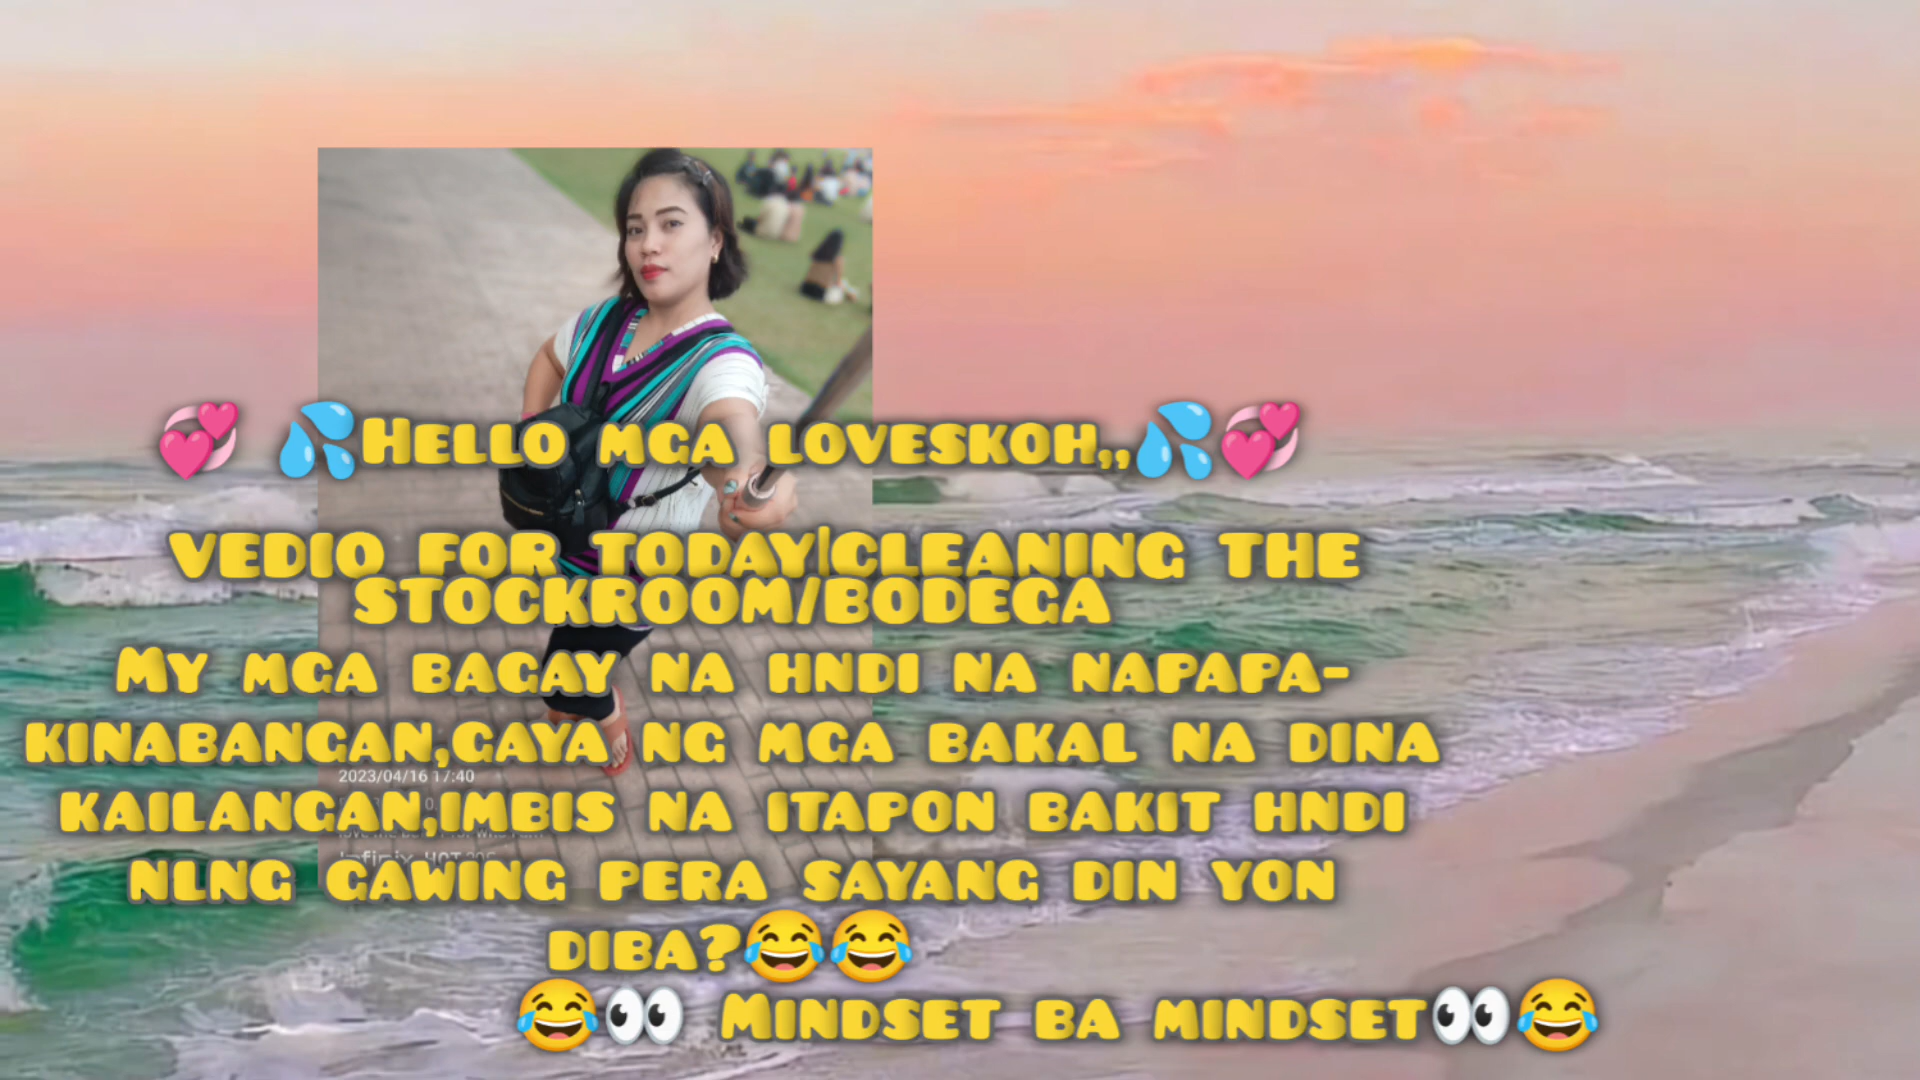 💞 💦Hello mga loveskoh,,💦💞
VEDIO FOR TODAY|CLEANING THE
STOCKROOM/BODEGA
My mga bagay na hndi na napapa-
kinabangan,gaya ng mga bakal na dina
kailangan,imbis na itapon bakit hndi
nlng gawing pera sayang din yon
diba?😂😂
😂👀 Mindset ba mindset👀😂
2023/04/16 17:40
Infinix HOT